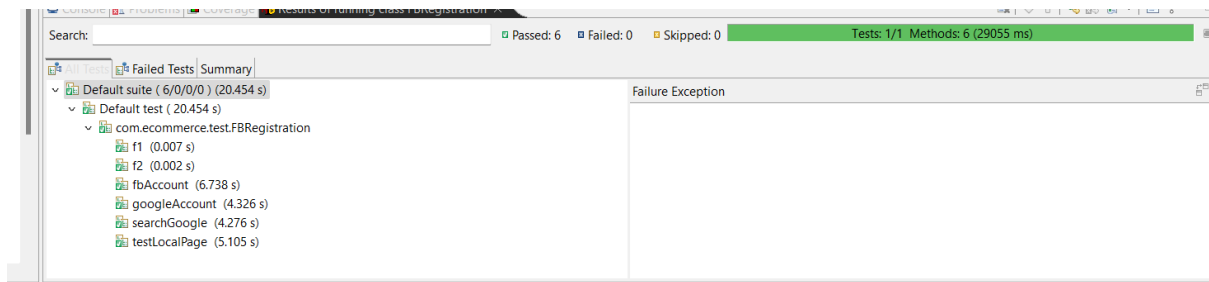 Console Problems Coverage Results of running class FBRegistration
Search: Passed: 6 Failed: 0 Skipped: 0 Tests: 1/1 Methods: 6 (29055 ms)
All Tests Failed Tests Summary
Default suite ( 6/0/0/0 ) (20.454 s) Failure Exception
Default test ( 20.454 s)
com.ecommerce.test.FBRegistration
f1 (0.007 s)
f2 (0.002 s)
fbAccount (6.738 s)
googleAccount (4.326 s)
searchGoogle (4.276 s)
testLocalPage (5.105 s)